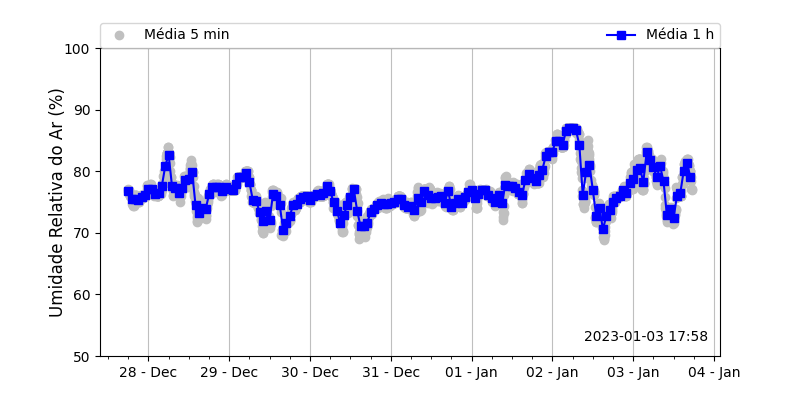 Média 5 min
Média 1 h
Umidade Relativa do Ar (%)
100
90
80
70
60
50
2023-01-03 17:58
28 - Dec
29 - Dec
30 - Dec
31 - Dec
01 - Jan
02 - Jan
03 - Jan
04 - Jan